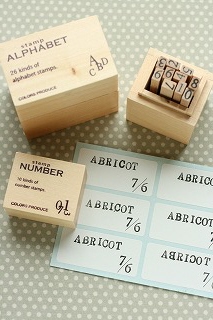 stamp
ALPHABET
26 kinds of
alphabet stamps.
COLORS PRODUCE
A
C B D
stamp
NUMBER
10 kinds of
number stamps.
COLORS PRODUCE
ABRICOT
7/6
ABRICOT
7/6
ABRICOT
7/6
ABRICOT
7/6
ABRICOT
7/6